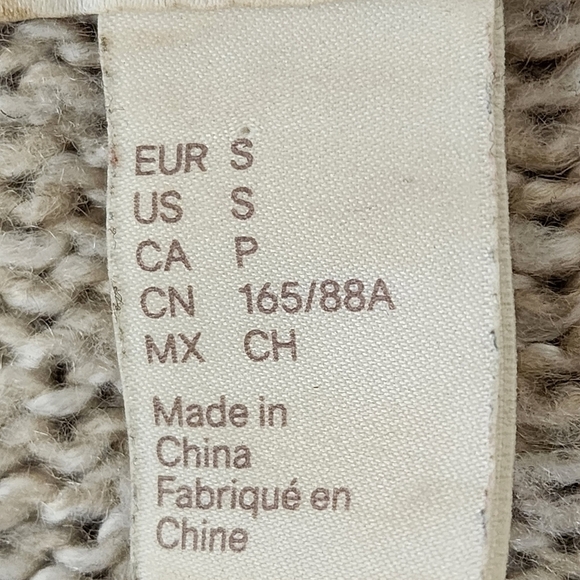 EUR S
US S
CA P
CN 165/88A
MX CH
Made in
China
Fabriqué en
Chine